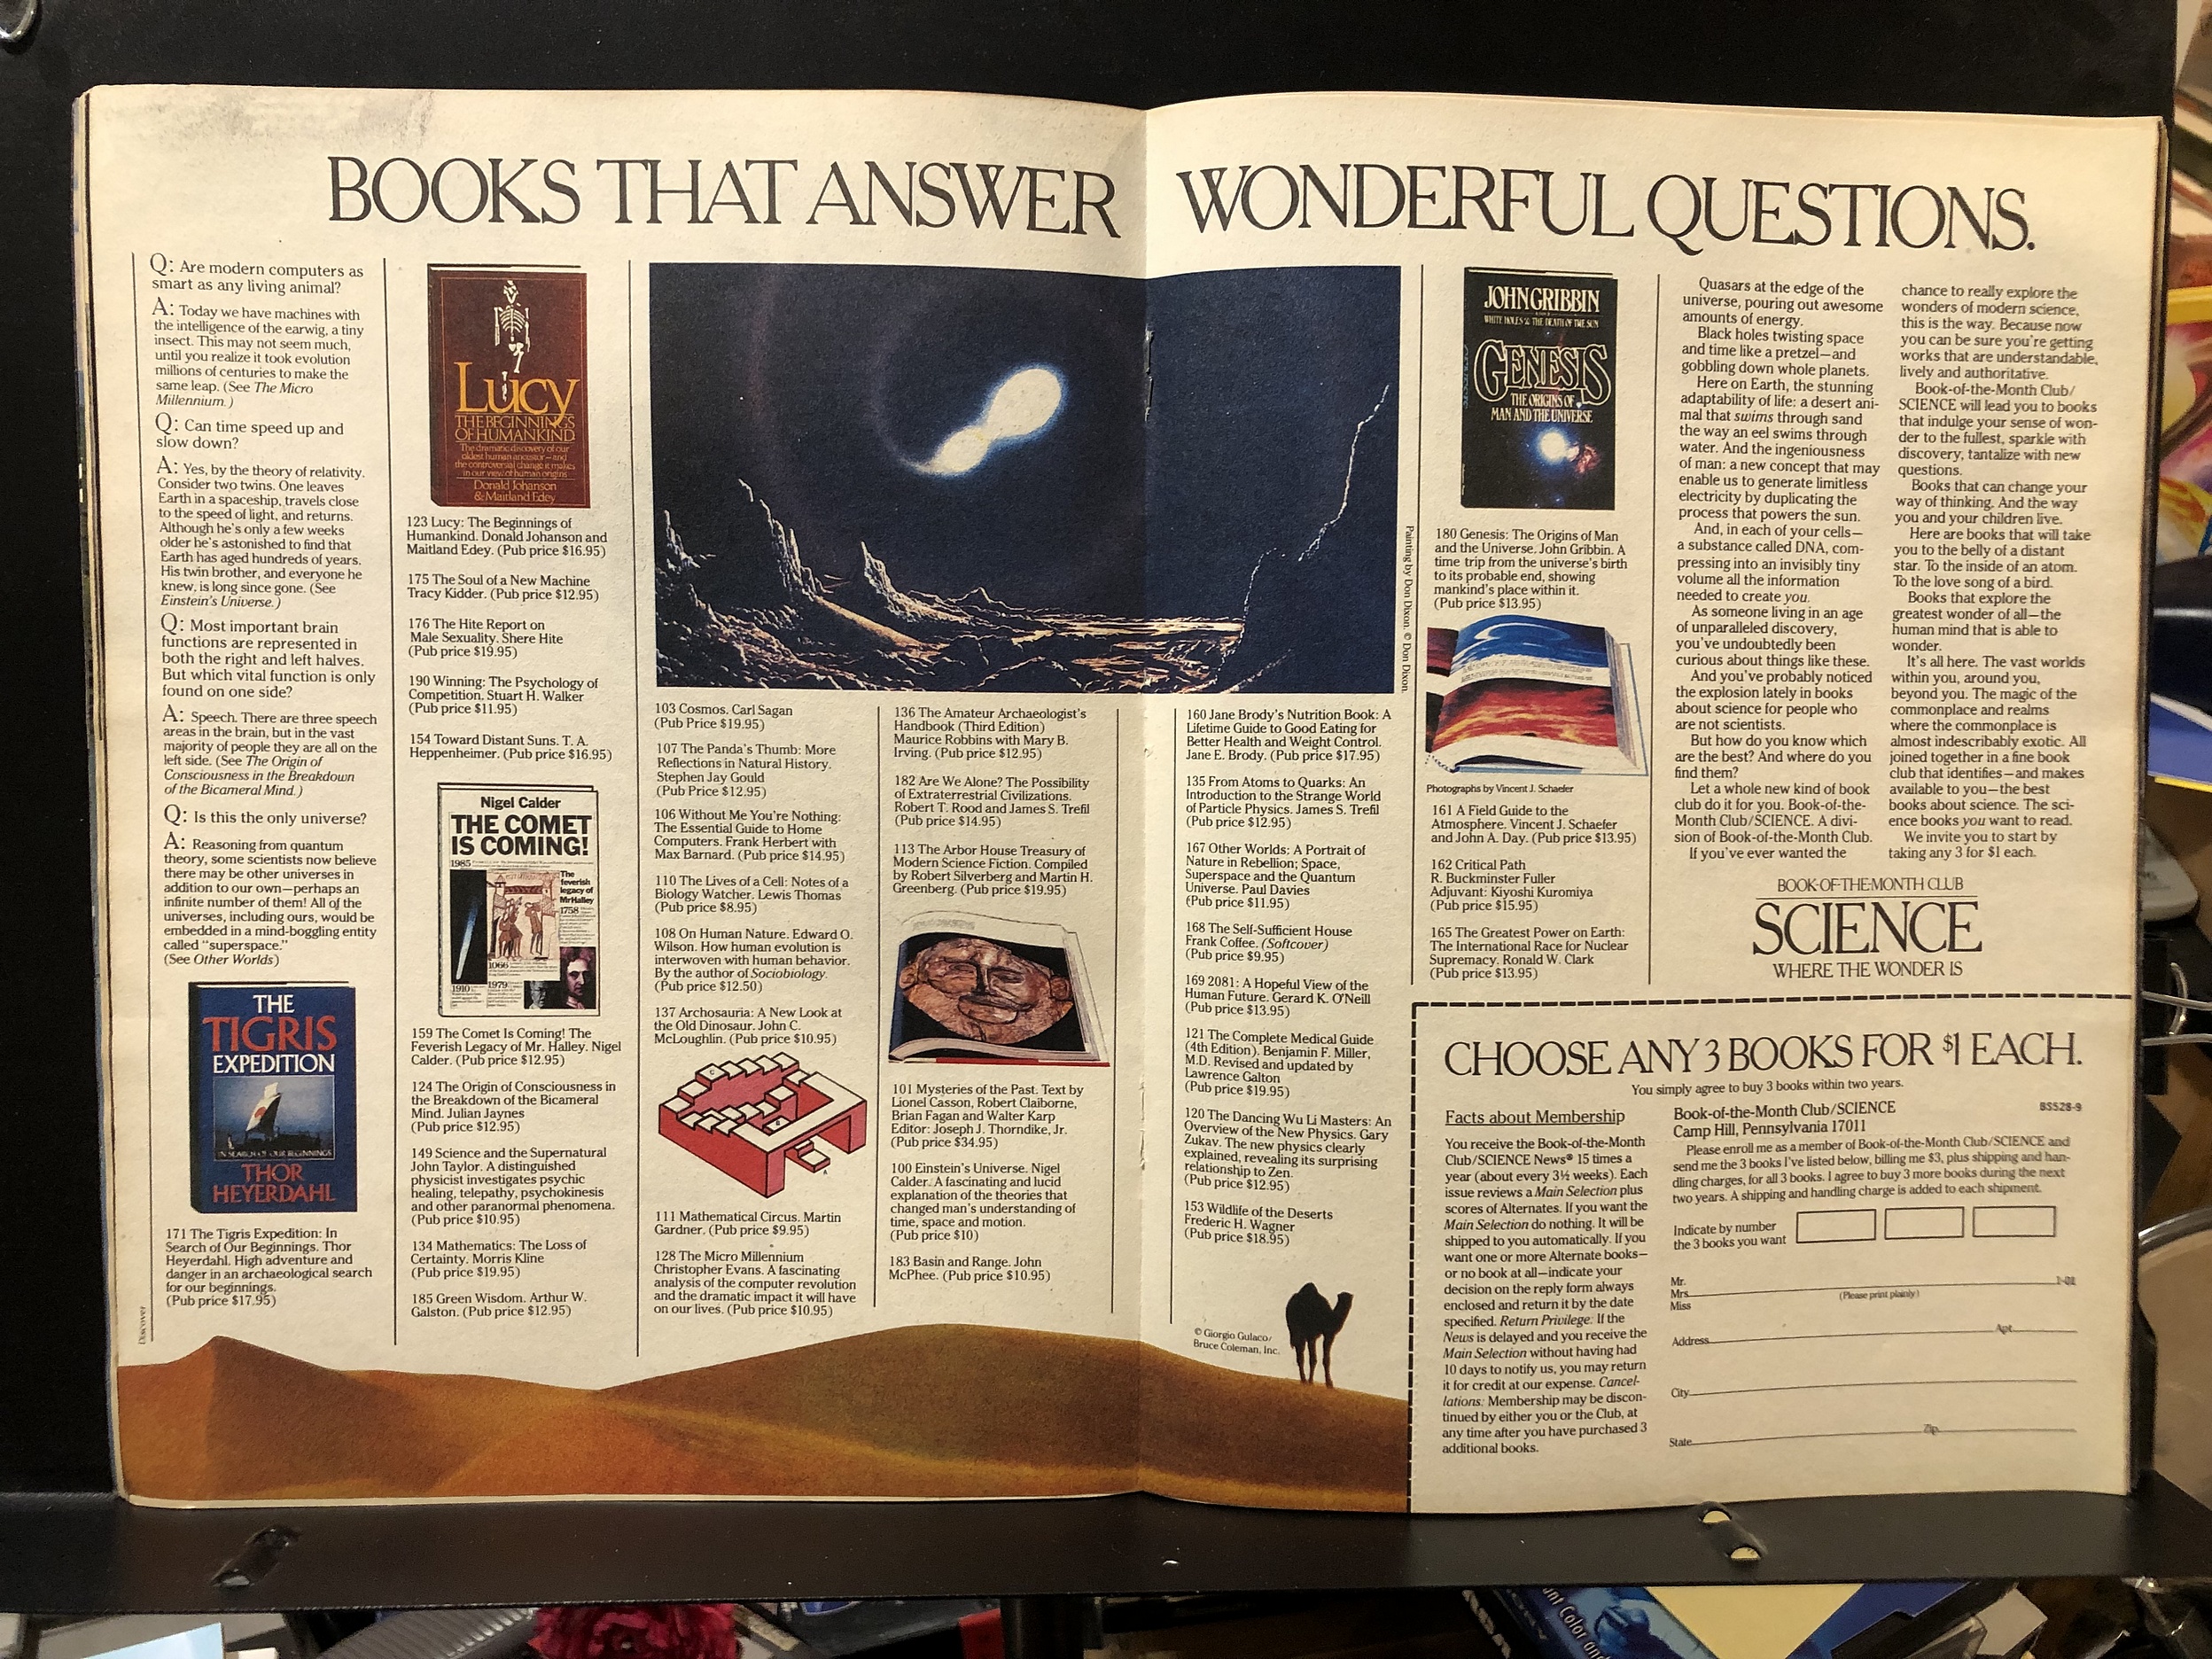 BOOKS THAT ANSWER WONDERFUL QUESTIONS.
Q: Are modern computers as
smart as any living animal?
A: Today we have machines with
the intelligence of the earwig, a tiny
insect. This may not seem much,
until you realize it took evolution
millions of centuries to make the
same leap. (See The Micro
Millennium.)
Q: Can time speed up and
slow down?
A: Yes, by the theory of relativity.
Consider two twins. One leaves
Earth in a spaceship, travels close
to the speed of light, and returns.
Although he's only a few weeks
older he's astonished to find that
Earth has aged hundreds of years.
His twin brother, and everyone he
knew, is long since gone. (See
Einstein's Universe.)
Q: Most important brain
functions are represented in
both the right and left halves.
But which vital function is only
found on one side?
A: Speech. There are three speech
areas in the brain, but in the vast
majority of people they are all on the
left side. (See The Origin of
Consciousness in the Breakdown
of the Bicameral Mind.)
Q: Is this the only universe?
A: Reasoning from quantum
theory, some scientists now believe
there may be other universes in
addition to our own—perhaps an
infinite number of them! All of the
universes, including ours, would be
embedded in a mind-boggling entity
called "superspace."
(See Other Worlds)
THE
TIGRIS
EXPEDITION
IN SEARCH OF OUR BEGINNINGS
THOR
HEYERDAHL
171 The Tigris Expedition: In
Search of Our Beginnings. Thor
Heyerdahl. High adventure and
danger in an archaeological search
for our beginnings.
(Pub price $17.95)
Lucy
THE BEGINNINGS
OF HUMANKIND
The dramatic discovery of our
oldest human ancestor—and
the controversial change it makes
in our view of human origins
Donald Johanson
& Maitland Edey
123 Lucy: The Beginnings of
Humankind. Donald Johanson and
Maitland Edey. (Pub price $16.95)
175 The Soul of a New Machine
Tracy Kidder. (Pub price $12.95)
176 The Hite Report on
Male Sexuality. Shere Hite
(Pub price $19.95)
190 Winning: The Psychology of
Competition. Stuart H. Walker
(Pub price $11.95)
154 Toward Distant Suns. T. A.
Heppenheimer. (Pub price $16.95)
Nigel Calder
THE COMET
IS COMING!
1985
The
feverish
legacy of
Mr Halley
1758
1066
1910
1979
159 The Comet Is Coming! The
Feverish Legacy of Mr. Halley. Nigel
Calder. (Pub price $12.95)
124 The Origin of Consciousness in
the Breakdown of the Bicameral
Mind. Julian Jaynes
(Pub price $12.95)
149 Science and the Supernatural
John Taylor. A distinguished
physicist investigates psychic
healing, telepathy, psychokinesis
and other paranormal phenomena.
(Pub price $10.95)
134 Mathematics: The Loss of
Certainty. Morris Kline
(Pub price $19.95)
185 Green Wisdom. Arthur W.
Galston. (Pub price $12.95)
Painting by Don Dixon. © Don Dixon.
103 Cosmos. Carl Sagan
(Pub Price $19.95)
107 The Panda's Thumb: More
Reflections in Natural History.
Stephen Jay Gould
(Pub Price $12.95)
106 Without Me You're Nothing:
The Essential Guide to Home
Computers. Frank Herbert with
Max Barnard. (Pub price $14.95)
110 The Lives of a Cell: Notes of a
Biology Watcher. Lewis Thomas
(Pub price $8.95)
108 On Human Nature. Edward O.
Wilson. How human evolution is
interwoven with human behavior.
By the author of Sociobiology.
(Pub price $12.50)
137 Archosauria: A New Look at
the Old Dinosaur. John C.
McLoughlin. (Pub price $10.95)
C
B
A
111 Mathematical Circus. Martin
Gardner. (Pub price $9.95)
128 The Micro Millennium
Christopher Evans. A fascinating
analysis of the computer revolution
and the dramatic impact it will have
on our lives. (Pub price $10.95)
136 The Amateur Archaeologist's
Handbook (Third Edition)
Maurice Robbins with Mary B.
Irving. (Pub price $12.95)
182 Are We Alone? The Possibility
of Extraterrestrial Civilizations.
Robert T. Rood and James S. Trefil
(Pub price $14.95)
113 The Arbor House Treasury of
Modern Science Fiction. Compiled
by Robert Silverberg and Martin H.
Greenberg. (Pub price $19.95)
101 Mysteries of the Past. Text by
Lionel Casson, Robert Claiborne,
Brian Fagan and Walter Karp
Editor: Joseph J. Thorndike, Jr.
(Pub price $34.95)
100 Einstein's Universe. Nigel
Calder. A fascinating and lucid
explanation of the theories that
changed man's understanding of
time, space and motion.
(Pub price $10)
183 Basin and Range. John
McPhee. (Pub price $10.95)
160 Jane Brody's Nutrition Book: A
Lifetime Guide to Good Eating for
Better Health and Weight Control.
Jane E. Brody. (Pub price $17.95)
135 From Atoms to Quarks: An
Introduction to the Strange World
of Particle Physics. James S. Trefil
(Pub price $12.95)
167 Other Worlds: A Portrait of
Nature in Rebellion; Space,
Superspace and the Quantum
Universe. Paul Davies
(Pub price $11.95)
168 The Self-Sufficient House
Frank Coffee. (Softcover)
(Pub price $9.95)
169 2081: A Hopeful View of the
Human Future. Gerard K. O'Neill
(Pub price $13.95)
121 The Complete Medical Guide
(4th Edition). Benjamin F. Miller,
M.D. Revised and updated by
Lawrence Galton
(Pub price $19.95)
120 The Dancing Wu Li Masters: An
Overview of the New Physics. Gary
Zukav. The new physics clearly
explained, revealing its surprising
relationship to Zen.
(Pub price $12.95)
153 Wildlife of the Deserts
Frederic H. Wagner
(Pub price $18.95)
© Giorgio Gulaco/
Bruce Coleman, Inc.
JOHN GRIBBIN
WHITE HOLES & THE DEATH OF THE SUN
GENESIS
THE ORIGINS OF
MAN AND THE UNIVERSE
180 Genesis: The Origins of Man
and the Universe. John Gribbin. A
time trip from the universe's birth
to its probable end, showing
mankind's place within it.
(Pub price $13.95)
Photographs by Vincent J. Schaefer
161 A Field Guide to the
Atmosphere. Vincent J. Schaefer
and John A. Day. (Pub price $13.95)
162 Critical Path
R. Buckminster Fuller
Adjuvant: Kiyoshi Kuromiya
(Pub price $15.95)
165 The Greatest Power on Earth:
The International Race for Nuclear
Supremacy. Ronald W. Clark
(Pub price $13.95)
Quasars at the edge of the
universe, pouring out awesome
amounts of energy.
Black holes twisting space
and time like a pretzel—and
gobbling down whole planets.
Here on Earth, the stunning
adaptability of life: a desert ani-
mal that swims through sand
the way an eel swims through
water. And the ingeniousness
of man: a new concept that may
enable us to generate limitless
electricity by duplicating the
process that powers the sun.
And, in each of your cells—
a substance called DNA, com-
pressing into an invisibly tiny
volume all the information
needed to create you.
As someone living in an age
of unparalleled discovery,
you've undoubtedly been
curious about things like these.
And you've probably noticed
the explosion lately in books
about science for people who
are not scientists.
But how do you know which
are the best? And where do you
find them?
Let a whole new kind of book
club do it for you. Book-of-the-
Month Club/SCIENCE. A divi-
sion of Book-of-the-Month Club.
If you've ever wanted the
chance to really explore the
wonders of modern science,
this is the way. Because now
you can be sure you're getting
works that are understandable,
lively and authoritative.
Book-of-the-Month Club/
SCIENCE will lead you to books
that indulge your sense of won-
der to the fullest, sparkle with
discovery, tantalize with new
questions.
Books that can change your
way of thinking. And the way
you and your children live.
Here are books that will take
you to the belly of a distant
star. To the inside of an atom.
To the love song of a bird.
Books that explore the
greatest wonder of all—the
human mind that is able to
wonder.
It's all here. The vast worlds
within you, around you,
beyond you. The magic of the
commonplace and realms
where the commonplace is
almost indescribably exotic. All
joined together in a fine book
club that identifies—and makes
available to you—the best
books about science. The sci-
ence books you want to read.
We invite you to start by
taking any 3 for $1 each.
BOOK-OF-THE-MONTH CLUB
SCIENCE
WHERE THE WONDER IS
CHOOSE ANY 3 BOOKS FOR $1 EACH.
You simply agree to buy 3 books within two years.
Facts about Membership
You receive the Book-of-the-Month
Club/SCIENCE News® 15 times a
year (about every 3½ weeks). Each
issue reviews a Main Selection plus
scores of Alternates. If you want the
Main Selection do nothing. It will be
shipped to you automatically. If you
want one or more Alternate books—
or no book at all—indicate your
decision on the reply form always
enclosed and return it by the date
specified. Return Privilege: If the
News is delayed and you receive the
Main Selection without having had
10 days to notify us, you may return
it for credit at our expense. Cancel-
lations: Membership may be discon-
tinued by either you or the Club, at
any time after you have purchased 3
additional books.
Book-of-the-Month Club/SCIENCE
BS528-9
Camp Hill, Pennsylvania 17011
Please enroll me as a member of Book-of-the-Month Club/SCIENCE and
send me the 3 books I've listed below, billing me $3, plus shipping and han-
dling charges, for all 3 books. I agree to buy 3 more books during the next
two years. A shipping and handling charge is added to each shipment.
Indicate by number
the 3 books you want
Mr.
Mrs.
Miss
(Please print plainly)
Address
Apt.
City
State
Zip